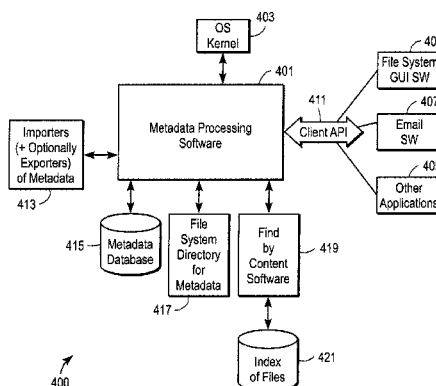 OS
Kernel
403
401
Metadata Processing
Software
411
Client API
File System
GUI SW
407
Email
SW
Other
Applications
Importers
(+ Optionally
Exporters)
of Metadata
413
415
Metadata
Database
File
System
Directory
for
Metadata
417
Find
by
Content
Software
419
Index
of Files
421
400